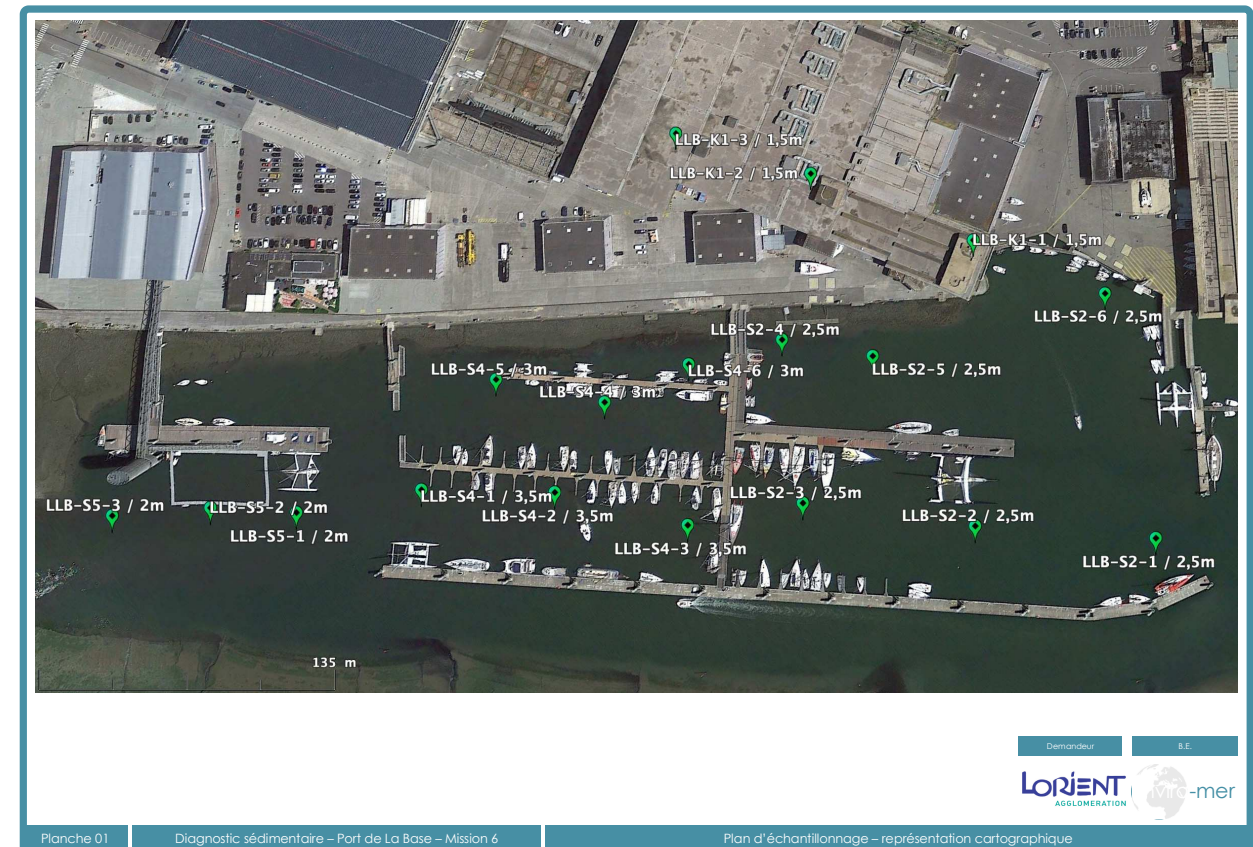 LLB-K1-3 / 1,5m
LLB-K1-2 / 1,5m
LLB-K1-1 / 1,5m
LLB-S2-6 / 2,5m
LLB-S2-4 / 2,5m
LLB-S4-5 / 3m
LLB-S4-6 / 3m
LLB-S2-5 / 2,5m
LLB-S4-4 / 3m
LLB-S4-1 / 3,5m
LLB-S2-3 / 2,5m
LLB-S5-3 / 2m
LLB-S5-2 / 2m
LLB-S4-2 / 3,5m
LLB-S2-2 / 2,5m
LLB-S5-1 / 2m
LLB-S4-3 / 3,5m
LLB-S2-1 / 2,5m
135 m
Demandeur
B.E.
LORIENT
AGGLOMERATION
-mer
Planche 01
Diagnostic sédimentaire – Port de La Base – Mission 6
Plan d'échantillonnage – représentation cartographique